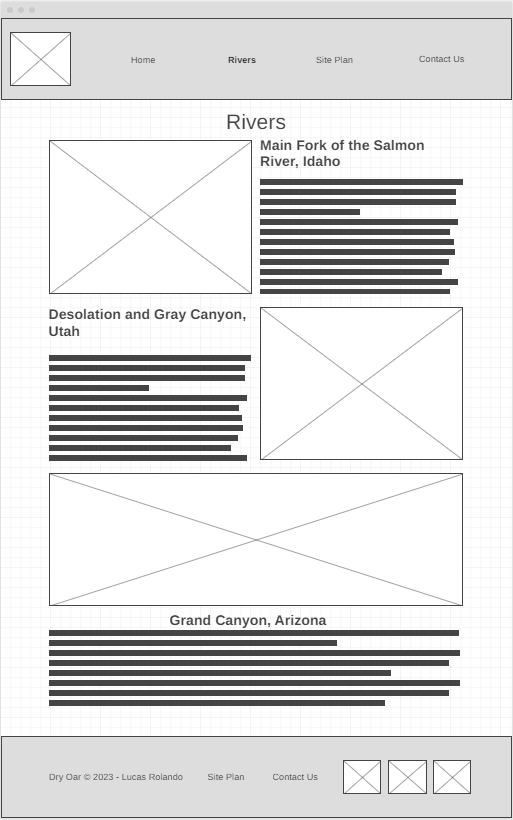 Home
Rivers
Site Plan
Contact Us
Rivers
Main Fork of the Salmon
River, Idaho
Desolation and Gray Canyon,
Utah
Grand Canyon, Arizona
Dry Oar © 2023 - Lucas Rolando
Site Plan
Contact Us